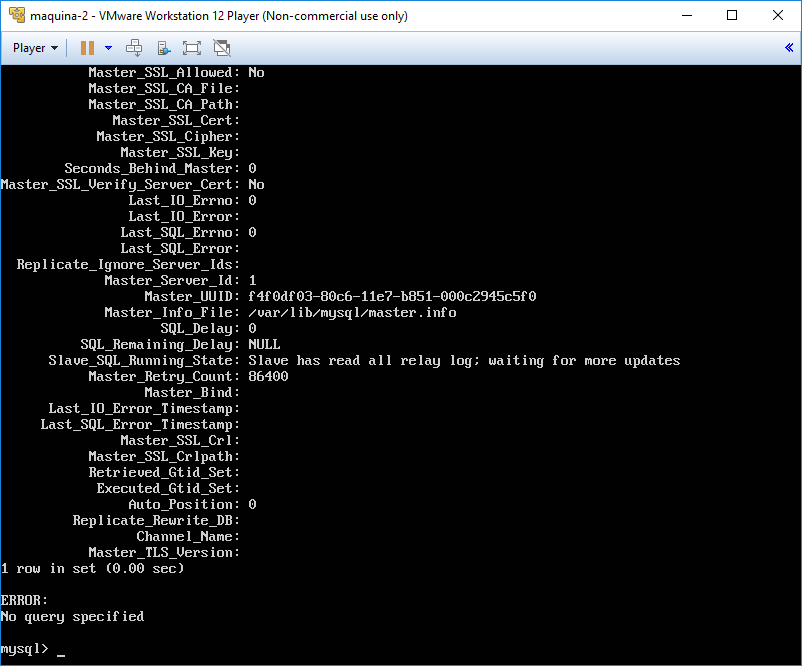 maquina-2 - VMware Workstation 12 Player (Non-commercial use only)
Player
Master_SSL_Allowed: No
Master_SSL_CA_File:
Master_SSL_CA_Path:
Master_SSL_Cert:
Master_SSL_Cipher:
Master_SSL_Key:
Seconds_Behind_Master: 0
Master_SSL_Verify_Server_Cert: No
Last_IO_Errno: 0
Last_IO_Error:
Last_SQL_Errno: 0
Last_SQL_Error:
Replicate_Ignore_Server_Ids:
Master_Server_Id: 1
Master_UUID: f4f0df03-80c6-11e7-b851-000c2945c5f0
Master_Info_File: /var/lib/mysql/master.info
SQL_Delay: 0
SQL_Remaining_Delay: NULL
Slave_SQL_Running_State: Slave has read all relay log; waiting for more updates
Master_Retry_Count: 86400
Master_Bind:
Last_IO_Error_Timestamp:
Last_SQL_Error_Timestamp:
Master_SSL_Crl:
Master_SSL_Crlpath:
Retrieved_Gtid_Set:
Executed_Gtid_Set:
Auto_Position: 0
Replicate_Rewrite_DB:
Channel_Name:
Master_TLS_Version:
1 row in set (0.00 sec)
ERROR:
No query specified
mysql> _